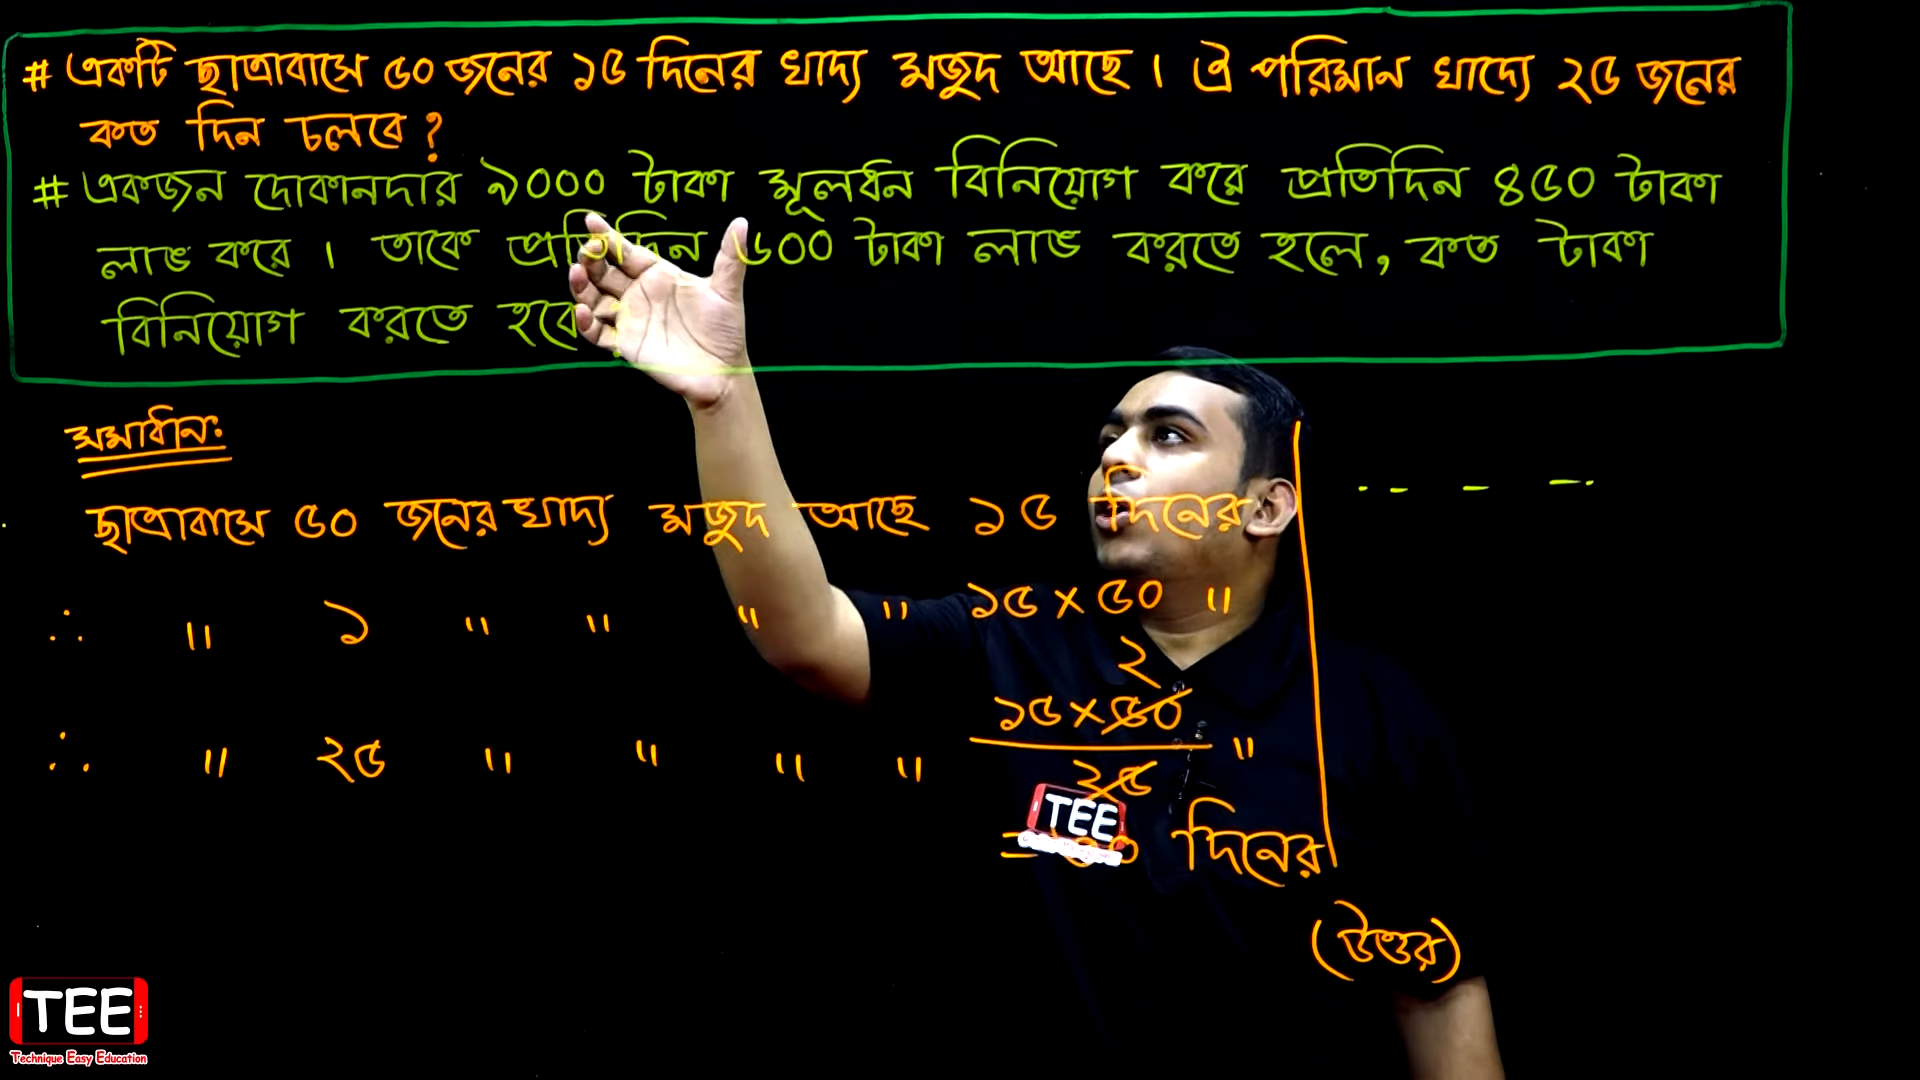 # একটি ছাত্রাবাসে ৫০ জনের ১৫ দিনের খাদ্য মজুদ আছে। ঐ পরিমান খাদ্যে ২৫ জনের
কত দিন চলবে?
# একজন দোকানদার ৯০০০ টাকা মূলধন বিনিয়োগ করে প্রতিদিন ৪৫০ টাকা
লাভ করে। তাকে প্রতিদিন ৬০০ টাকা লাভ করতে হলে, কত টাকা
বিনিয়োগ করতে হবে
সমাধান:
ছাত্রাবাসে ৫০ জনের খাদ্য মজুদ আছে ১৫ দিনের
∴ " ১ " " " " ১৫ × ৫০ "
২
∴ " ২৫ " " " " ১৫ × ৫০ "
২৫
TEE
= দিনের
(উত্তর)
TEE
Technique Easy Education